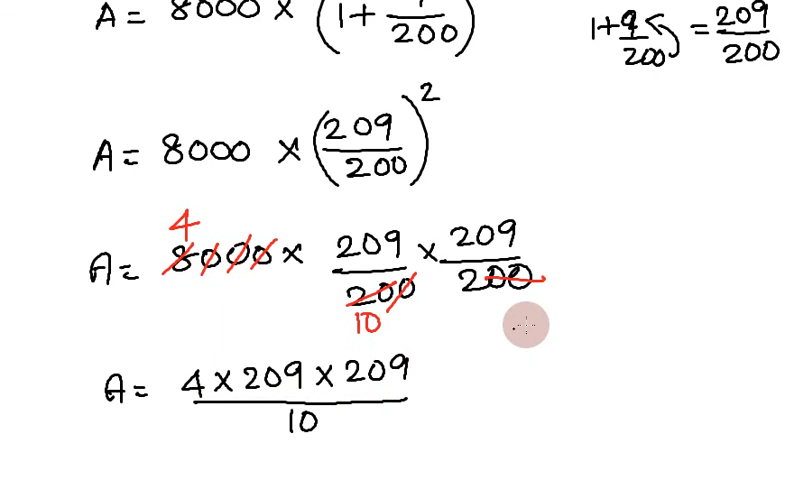 A = 8000 × (1 + 9/200)
1 + 9/200 = 209/200
A = 8000 × (209/200)²
4
A = 8000 × 209/200 × 209/200
10
A = 4 × 209 × 209/10